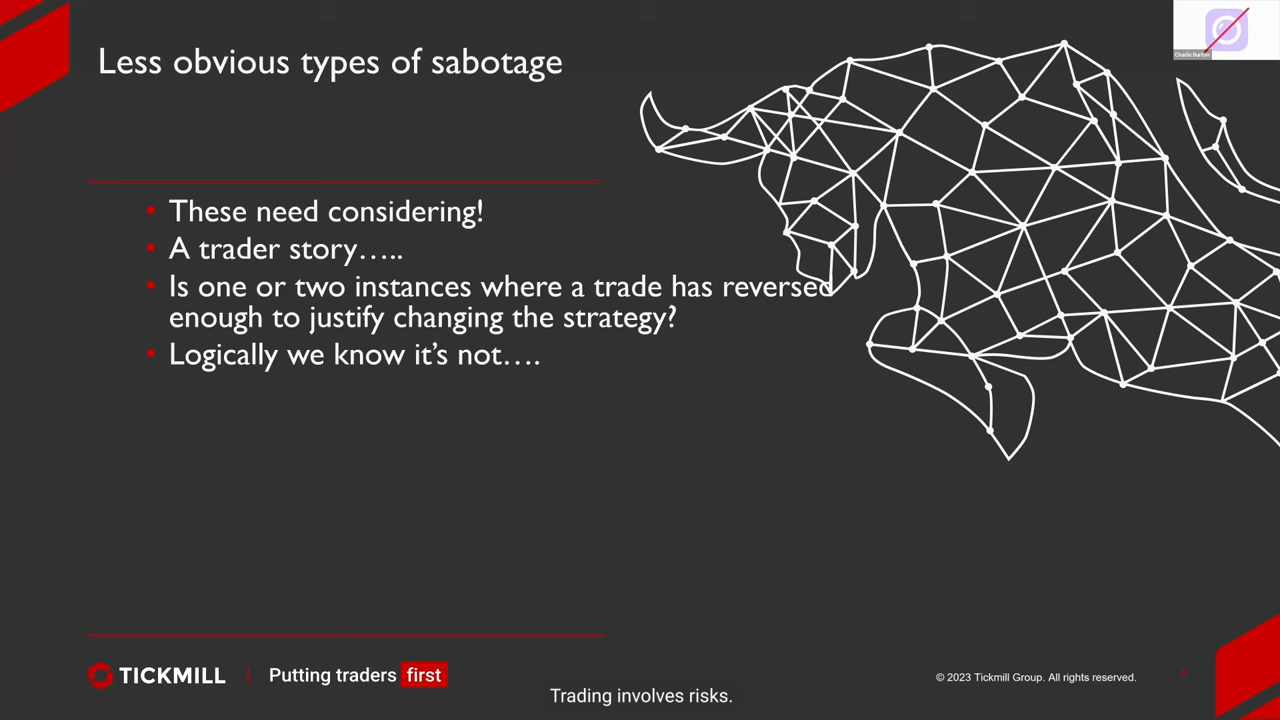 Less obvious types of sabotage
Charlie Burton
• These need considering!
• A trader story…..
• Is one or two instances where a trade has reversed
enough to justify changing the strategy?
• Logically we know it’s not….
TICKMILL | Putting traders first
© 2023 Tickmill Group. All rights reserved.
Trading involves risks.